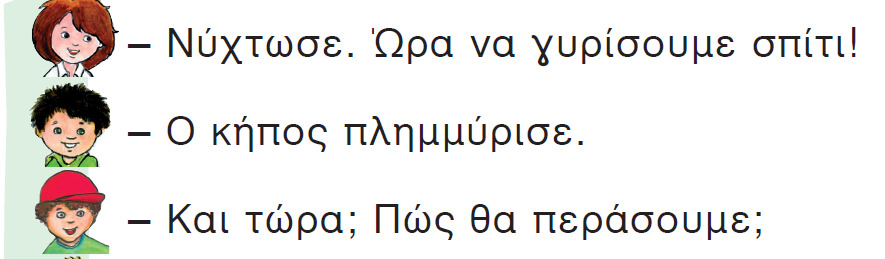 – Νύχτωσε. Ώρα να γυρίσουμε σπίτι!
– Ο κήπος πλημμύρισε.
– Και τώρα; Πώς θα περάσουμε;